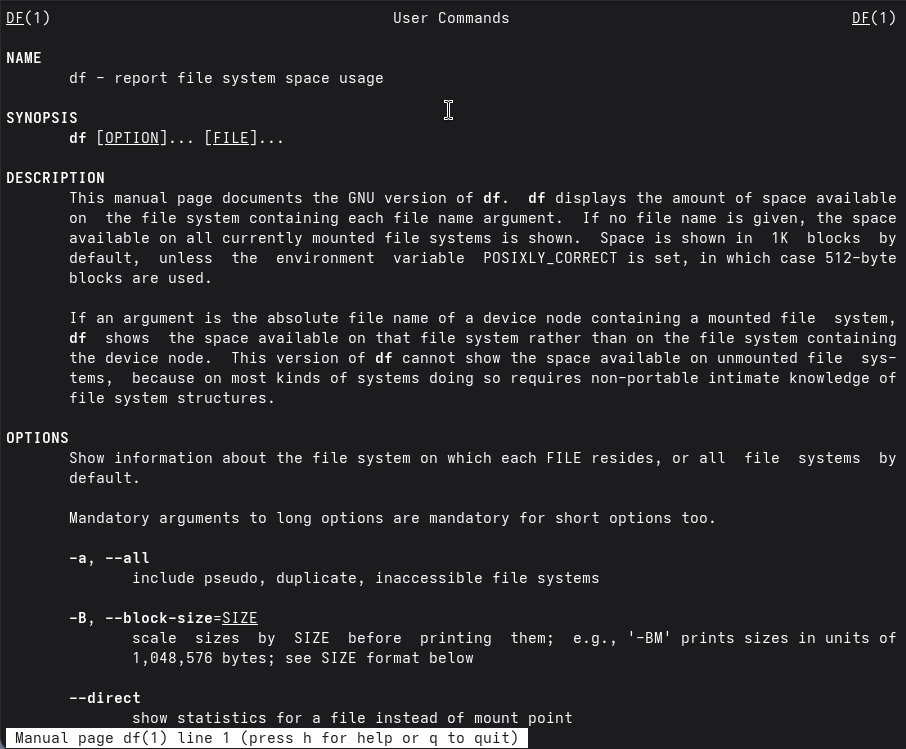 DF(1) User Commands DF(1)
NAME
df - report file system space usage
SYNOPSIS
df [OPTION]... [FILE]...
DESCRIPTION
This manual page documents the GNU version of df.  df displays the amount of space available
on  the file system containing each file name argument.  If no file name is given, the space
available on all currently mounted file systems is shown.  Space is shown in  1K  blocks  by
default,  unless  the  environment  variable  POSIXLY_CORRECT is set, in which case 512-byte
blocks are used.
If an argument is the absolute file name of a device node containing a mounted file  system,
df  shows  the space available on that file system rather than on the file system containing
the device node.  This version of df cannot show the space available on unmounted file  sys-
tems,  because on most kinds of systems doing so requires non-portable intimate knowledge of
file system structures.
OPTIONS
Show information about the file system on which each FILE resides, or all  file  systems  by
default.
Mandatory arguments to long options are mandatory for short options too.
-a, --all
include pseudo, duplicate, inaccessible file systems
-B, --block-size=SIZE
scale  sizes  by  SIZE  before  printing  them;  e.g., '-BM' prints sizes in units of
1,048,576 bytes; see SIZE format below
--direct
show statistics for a file instead of mount point
Manual page df(1) line 1 (press h for help or q to quit)